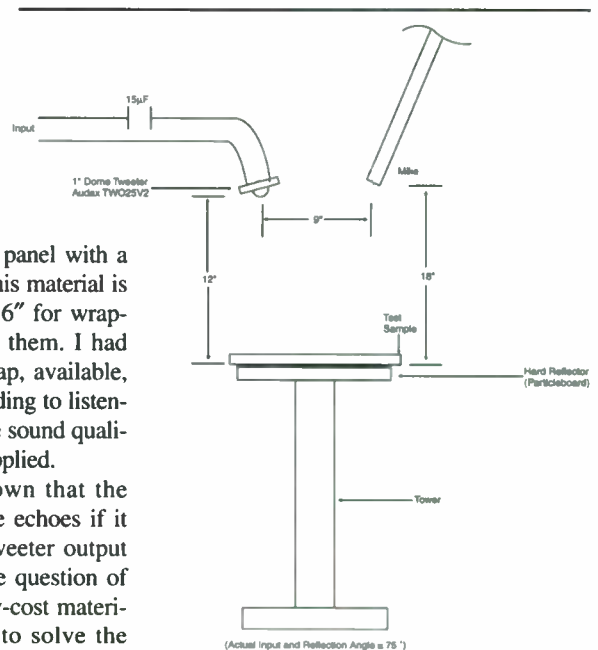 15µF
Input
1" Dome Tweeter
Audax TWO25V2
Mike
9"
12"
18"
Test
Sample
Hard Reflector
(Particleboard)
Tower
(Actual Input and Reflection Angle ≅ 75°)
panel with a
his material is
6" for wrap-
them. I had
ap, available,
ding to listen-
e sound quali-
pplied.
own that the
e echoes if it
weeter output
e question of
w-cost materi-
to solve the